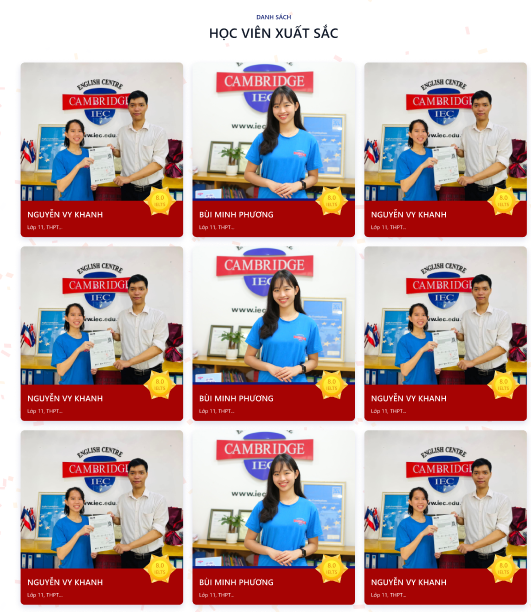 DANH SÁCH
HỌC VIÊN XUẤT SẮC
ENGLISH CENTRE
CAMBRIDGE
IEC
www.iec.edu.
8.0
IELTS
NGUYỄN VY KHANH
Lớp 11, THPT...
CAMBRIDGE
IEC
www.ie
8.0
IELTS
BÙI MINH PHƯƠNG
Lớp 11, THPT...
ENGLISH CENTRE
CAMBRIDGE
IEC
www.iec.edu.
8.0
IELTS
NGUYỄN VY KHANH
Lớp 11, THPT...
ENGLISH CENTRE
CAMBRIDGE
IEC
www.iec.edu.
8.0
IELTS
NGUYỄN VY KHANH
Lớp 11, THPT...
CAMBRIDGE
IEC
www.ie
8.0
IELTS
BÙI MINH PHƯƠNG
Lớp 11, THPT...
ENGLISH CENTRE
CAMBRIDGE
IEC
www.iec.edu.
8.0
IELTS
NGUYỄN VY KHANH
Lớp 11, THPT...
ENGLISH CENTRE
CAMBRIDGE
IEC
www.iec.edu.
8.0
IELTS
NGUYỄN VY KHANH
Lớp 11, THPT...
CAMBRIDGE
IEC
www.ie
8.0
IELTS
BÙI MINH PHƯƠNG
Lớp 11, THPT...
ENGLISH CENTRE
CAMBRIDGE
IEC
www.iec.edu.
8.0
IELTS
NGUYỄN VY KHANH
Lớp 11, THPT...